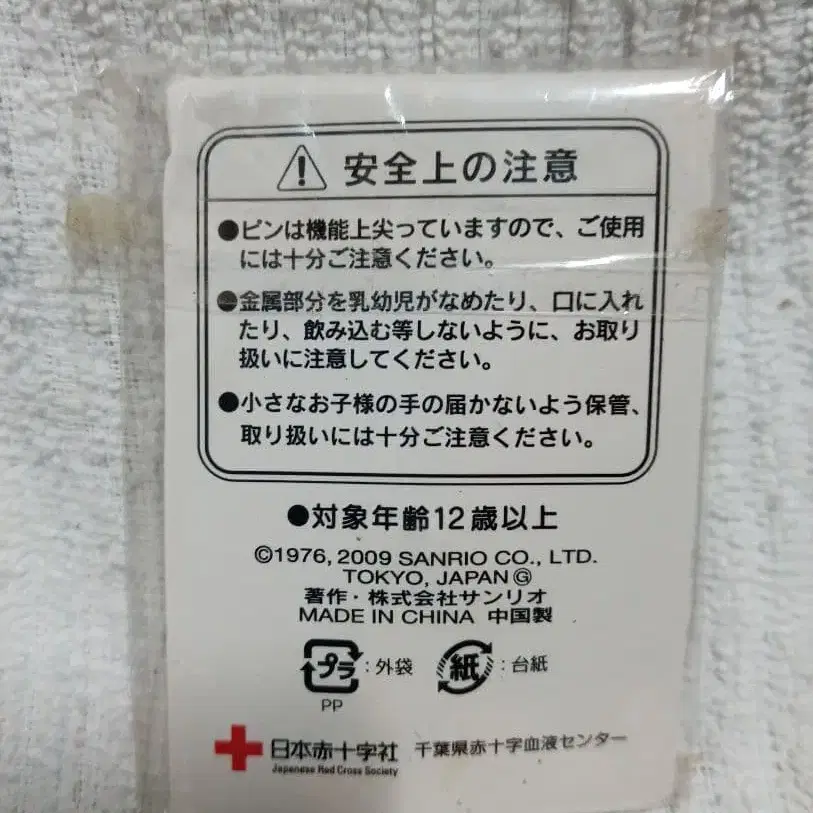 安全上の注意
●ピンは機能上尖っていますので、ご使用
には十分ご注意ください。
●金属部分を乳幼児がなめたり、口に入れ
たり、飲み込む等しないように、お取り
扱いに注意してください。
●小さなお子様の手の届かないよう保管、
取り扱いには十分ご注意ください。
●対象年齢12歳以上
©1976, 2009 SANRIO CO., LTD.
TOKYO, JAPAN Ⓖ
著作・株式会社サンリオ
MADE IN CHINA 中国製
プラ:外袋 紙:台紙
PP
日本赤十字社 千葉県赤十字血液センター
Japanese Red Cross Society